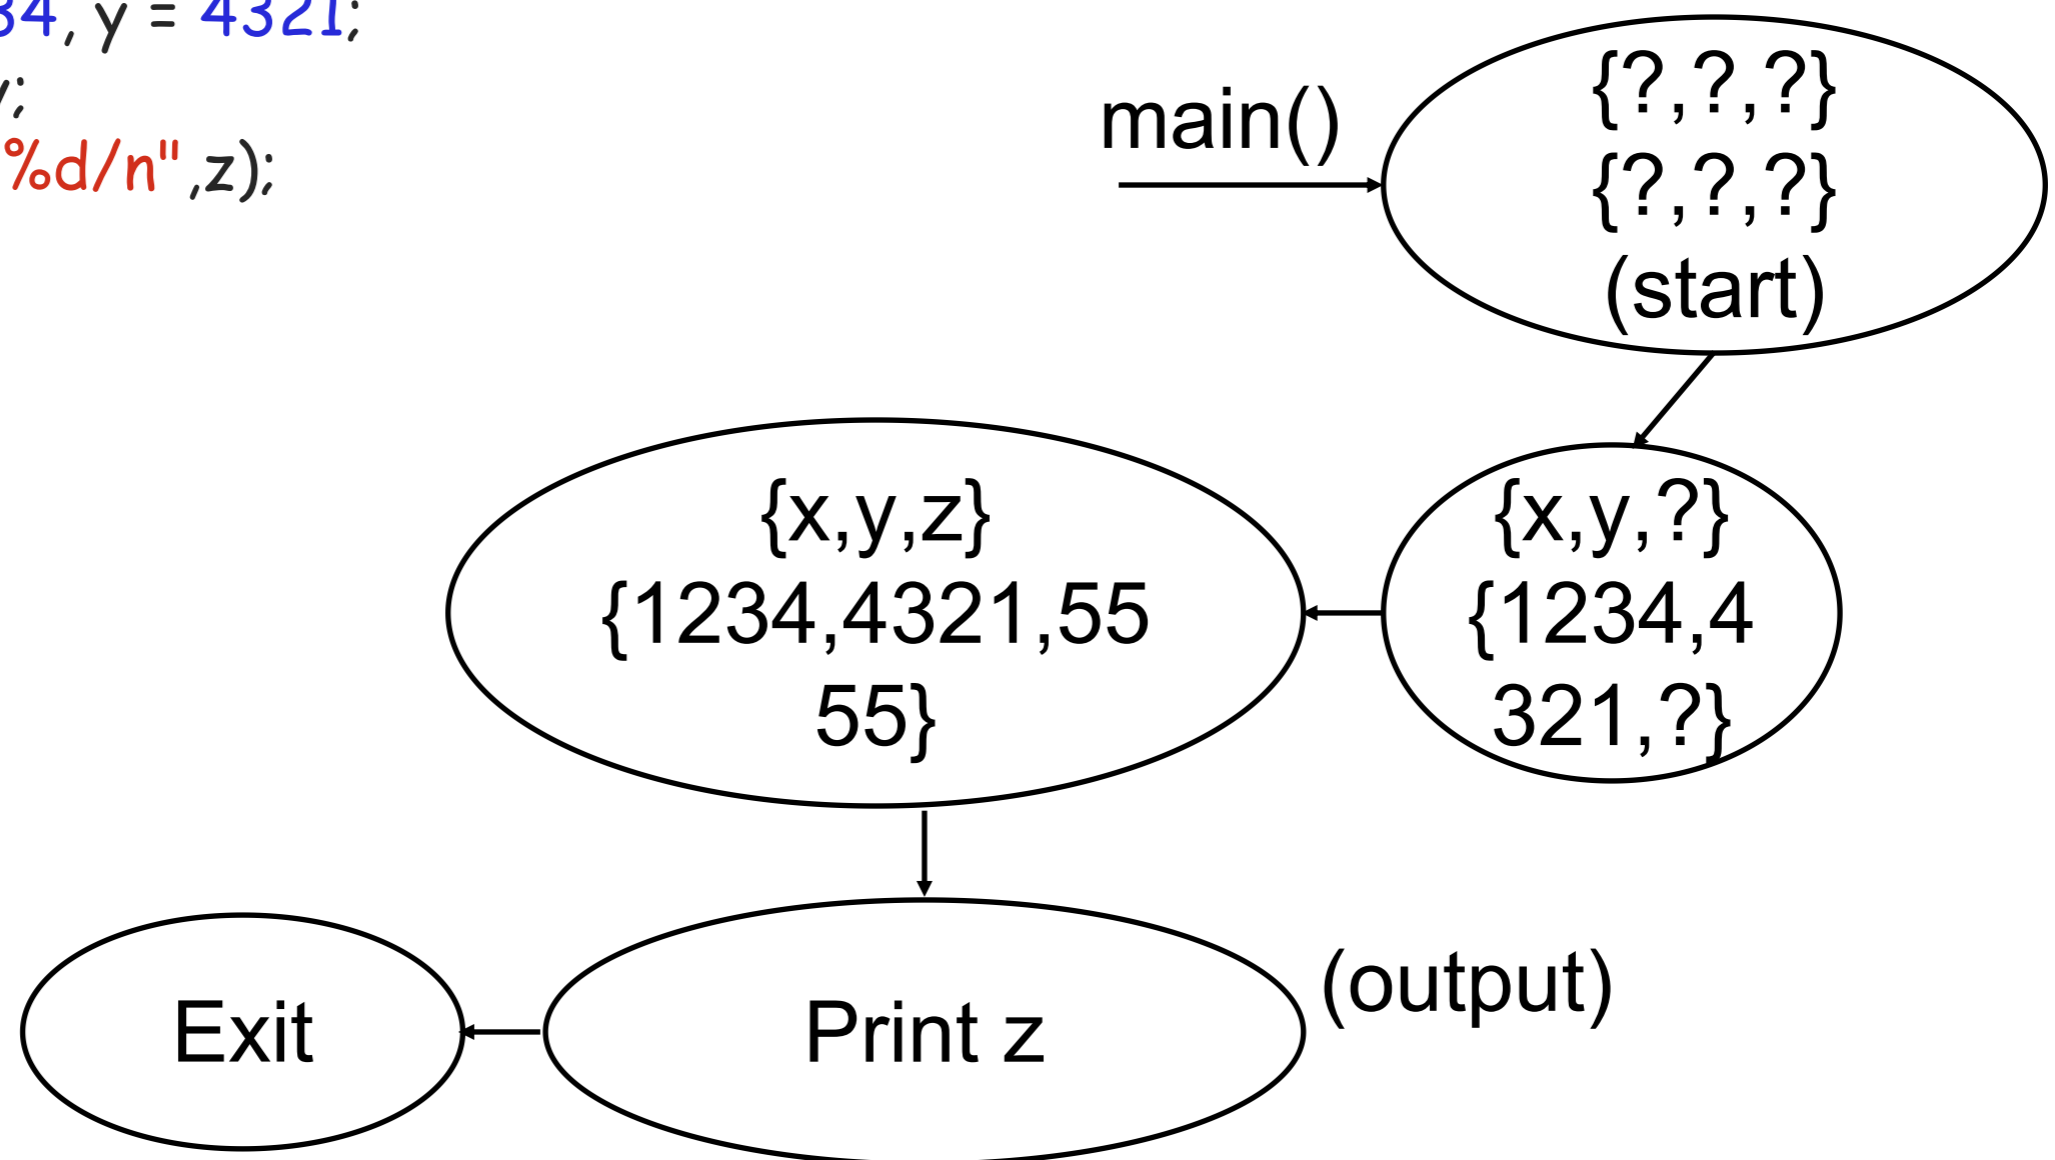 34, y = 4321;
y;
%d/n",z);
main()
{?,?,?}
{?,?,?}
(start)
{x,y,z}
{1234,4321,55
55}
{x,y,?}
{1234,4
321,?}
Exit
Print z
(output)